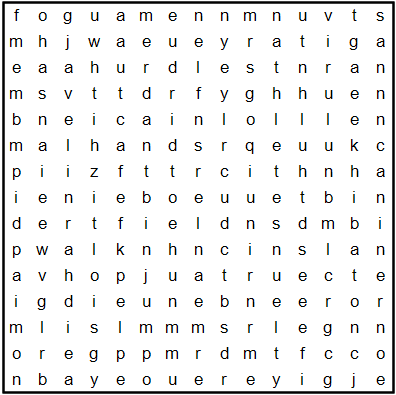 f o g u a m e n n m n u v t s
m h j w a e u e y r a t i g a
e a a h u r d l e s t n r a n
m s v t t d r f y g h h u e n
b n e i c a i n l o l l l e n
m a l h a n d s r q e u u k c
p i i z f t t r c i t h n h a
i e n i e b o e u u e t b i n
d e r t f i e l d n s d m b i
p w a l k n h n c i n s l a n
a v h o p j u a t r u e c t e
i g d i e u n e b n e e r o r
m l i s l m m m s r l e g n n
o r e g p p m r d m t f c c o
n b a y e o u e r e y i g j e